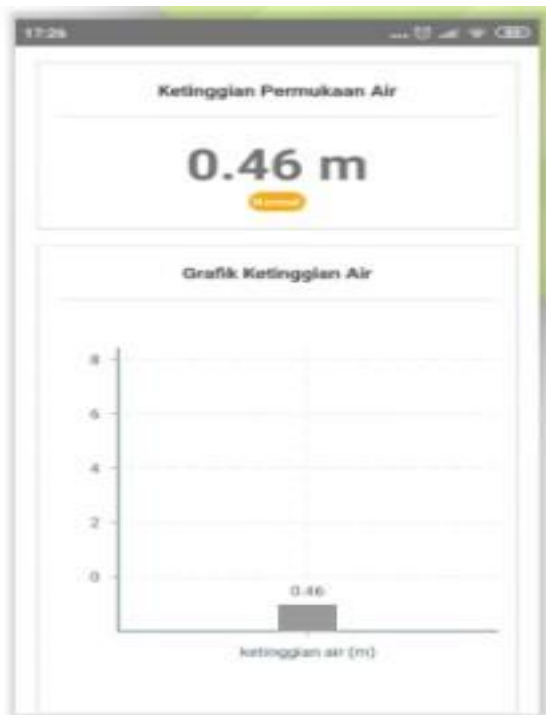 17:26
Ketinggian Permukaan Air
0.46 m
Normal
Grafik Ketinggian Air
8
6
4
2
0
0.46
ketinggian air (m)